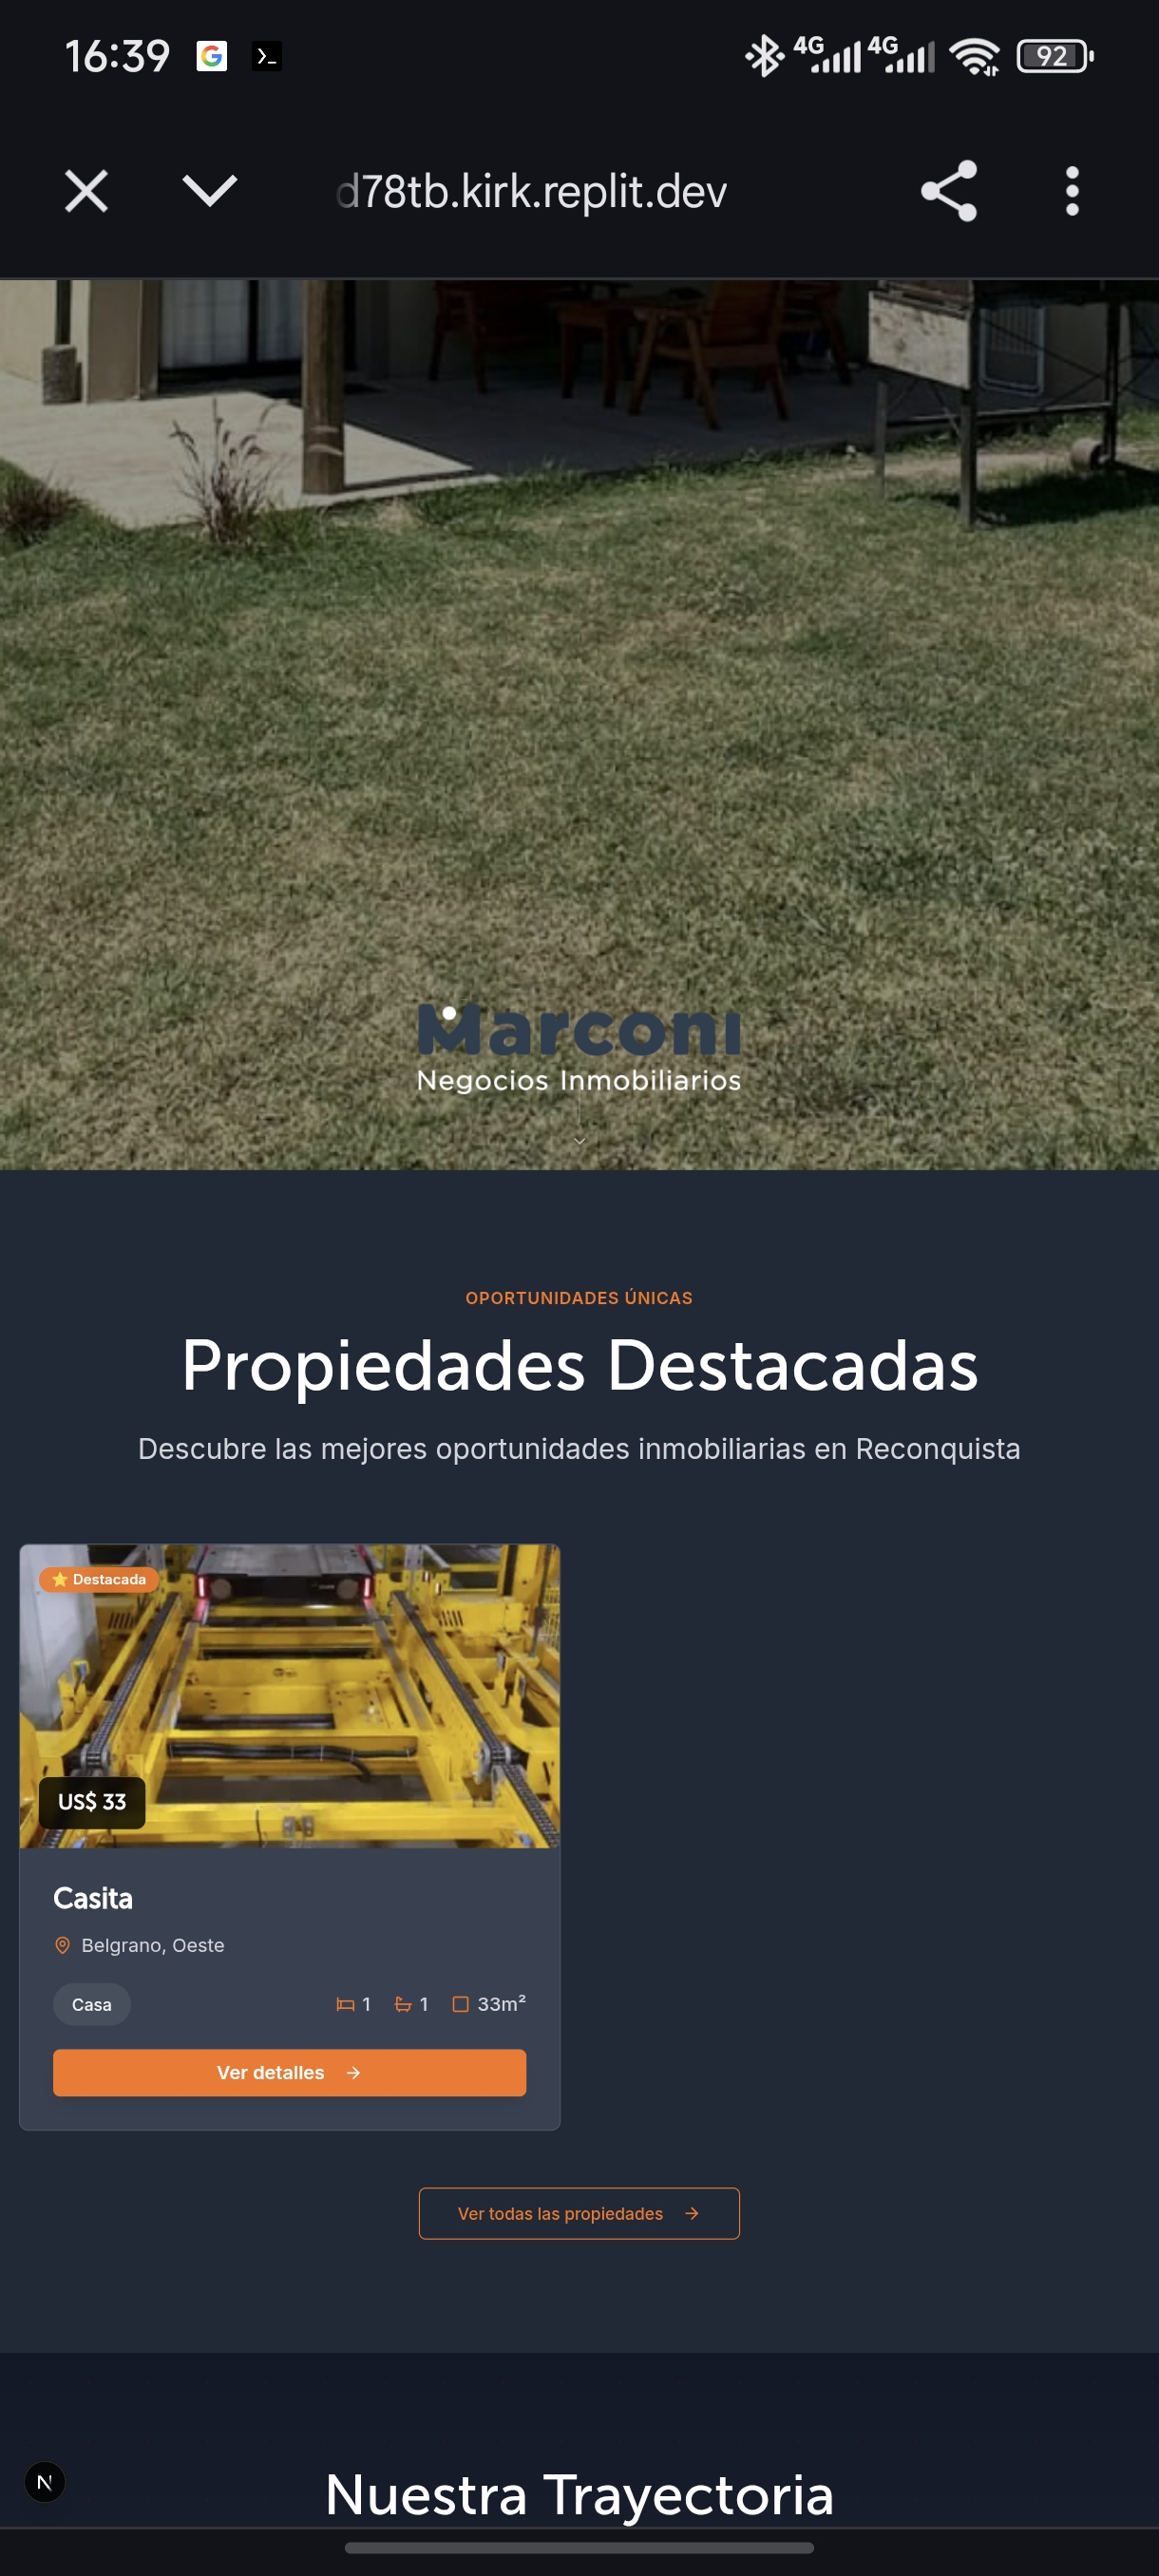 16:39
4G 4G 92
d78tb.kirk.replit.dev
Marconi
Negocios Inmobiliarios
OPORTUNIDADES ÚNICAS
Propiedades Destacadas
Descubre las mejores oportunidades inmobiliarias en Reconquista
⭐ Destacada
US$ 33
Casita
Belgrano, Oeste
Casa 1 1 33m²
Ver detalles →
Ver todas las propiedades →
N
Nuestra Trayectoria